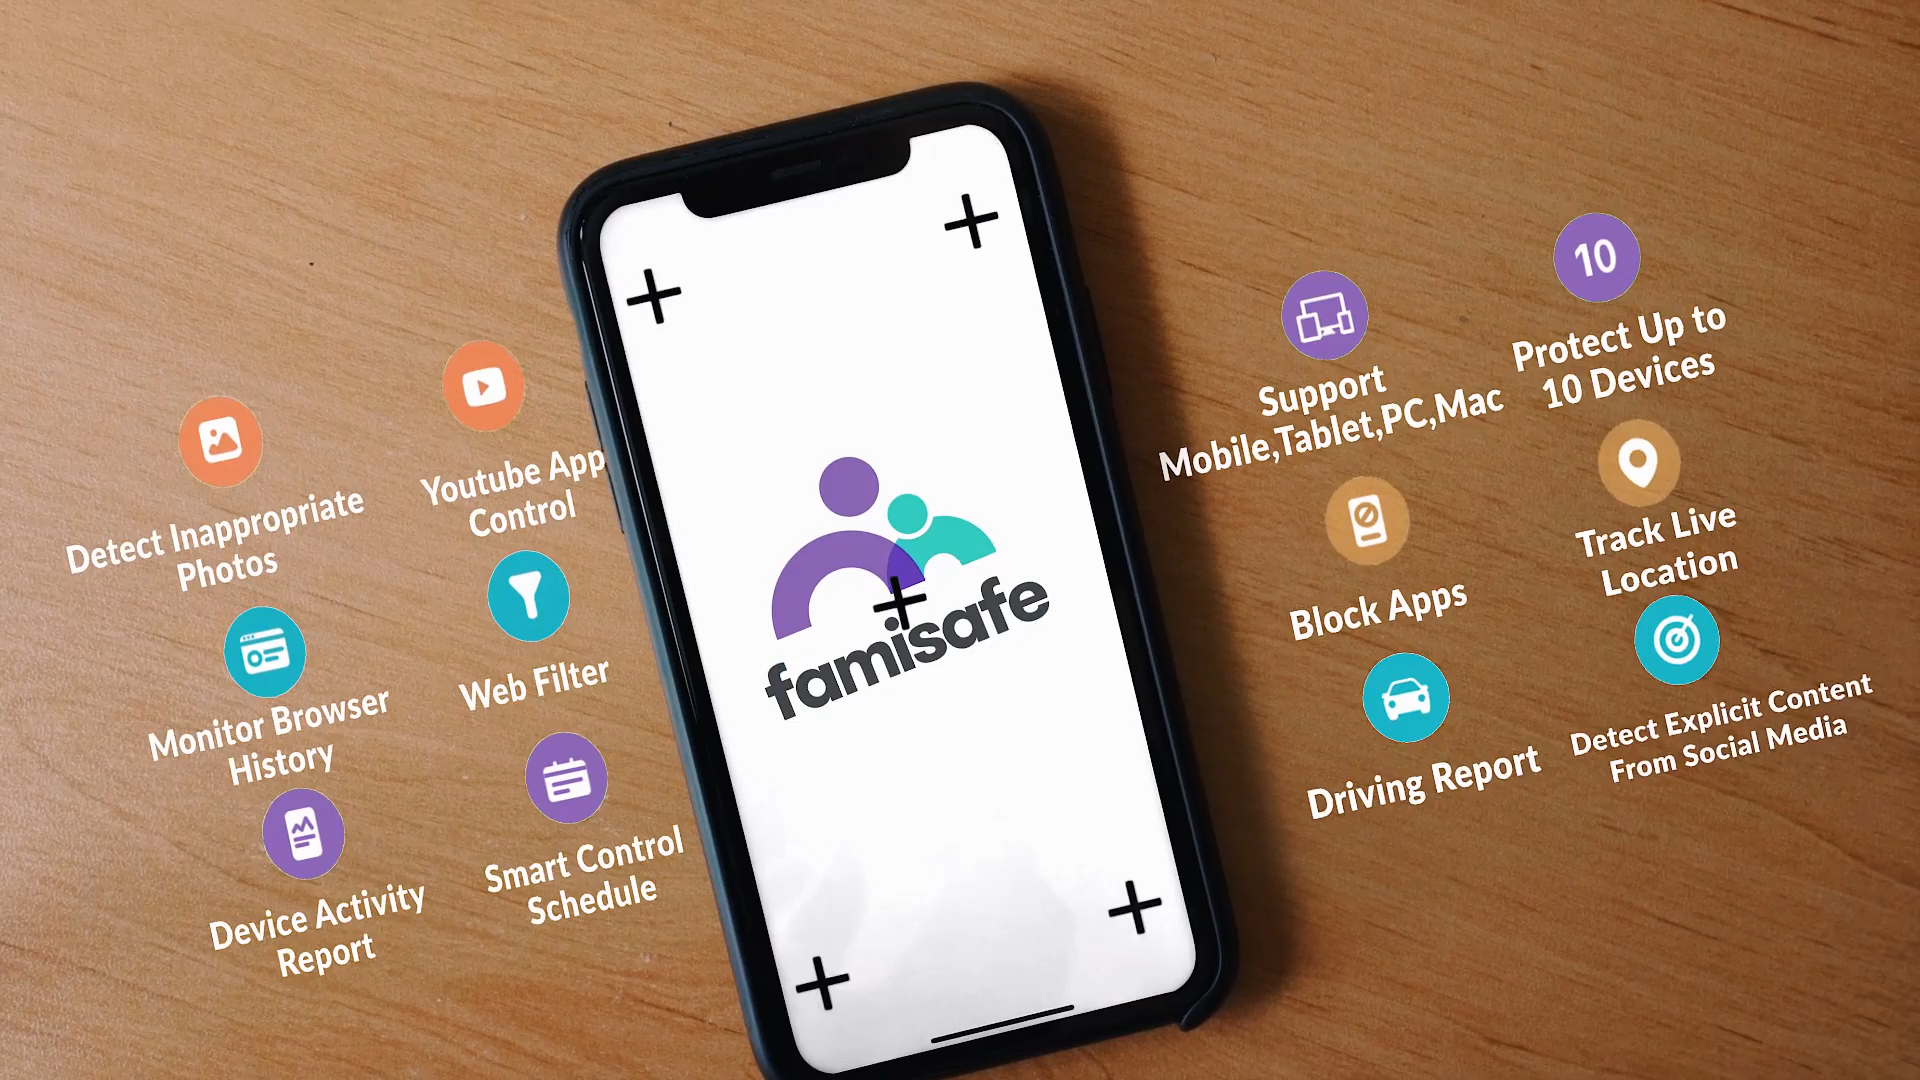 Detect Inappropriate
Photos
Youtube App
Control
Monitor Browser
History
Web Filter
Device Activity
Report
Smart Control
Schedule
famisafe
Support
Mobile,Tablet,PC,Mac
10
Protect Up to
10 Devices
Block Apps
Track Live
Location
Driving Report
Detect Explicit Content
From Social Media